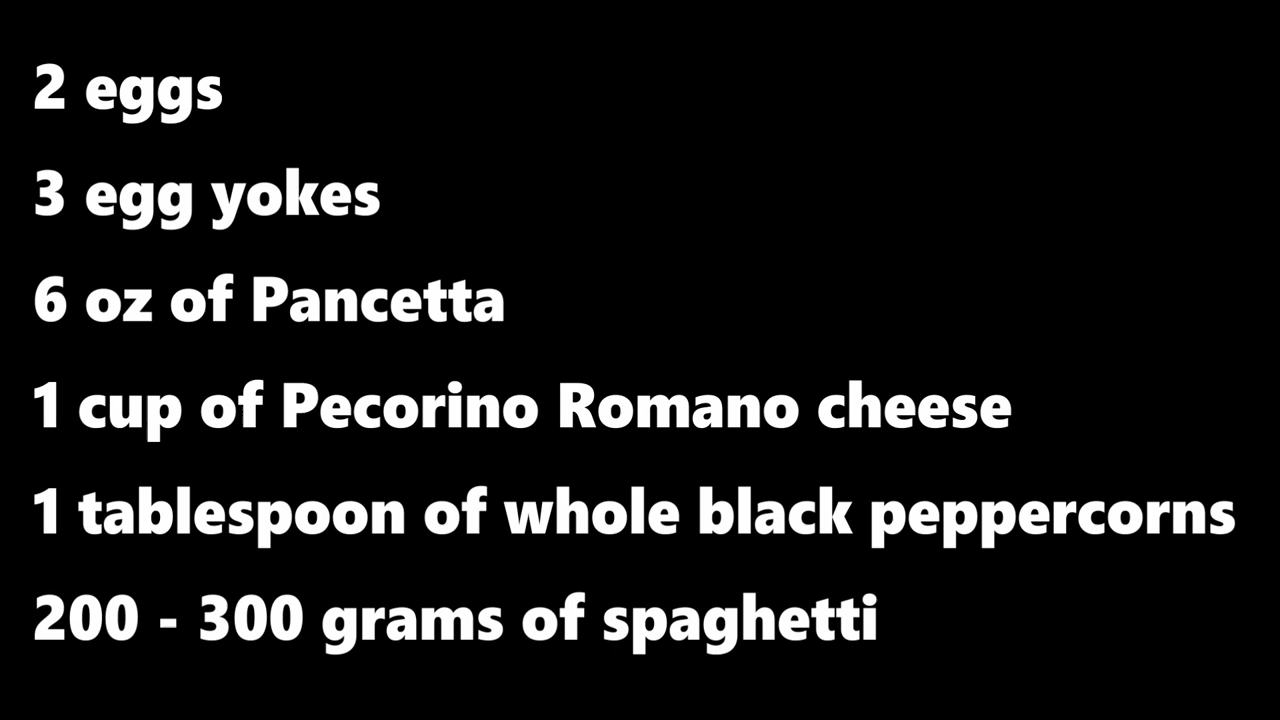 2 eggs
3 egg yokes
6 oz of Pancetta
1 cup of Pecorino Romano cheese
1 tablespoon of whole black peppercorns
200 - 300 grams of spaghetti